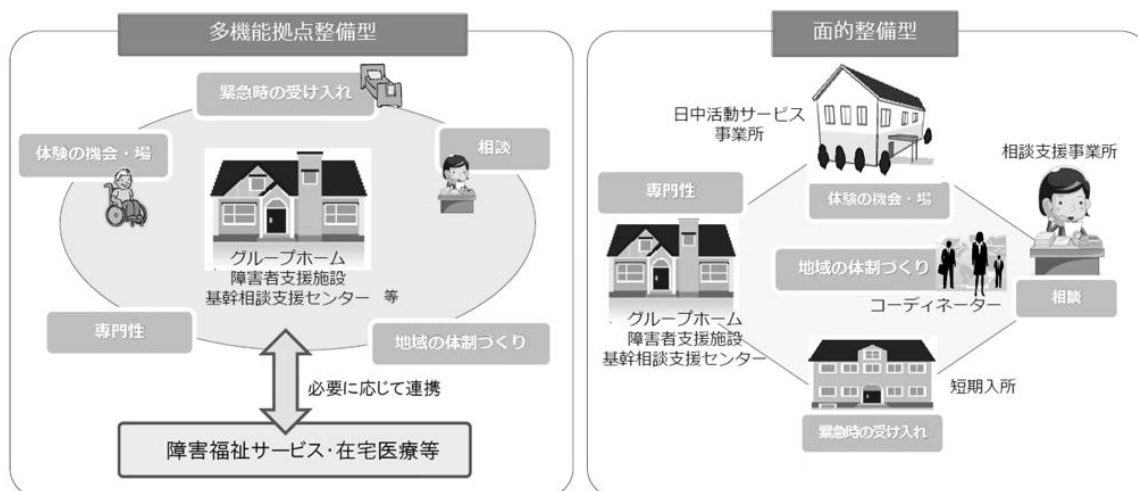 多機能拠点整備型
緊急時の受け入れ
体験の機会・場
相談
グループホーム
障害者支援施設
基幹相談支援センター 等
専門性
地域の体制づくり
必要に応じて連携
障害福祉サービス・在宅医療等
面的整備型
日中活動サービス
事業所
相談支援事業所
専門性
体験の機会・場
グループホーム
障害者支援施設
基幹相談支援センター
地域の体制づくり
コーディネーター
相談
短期入所
緊急時の受け入れ